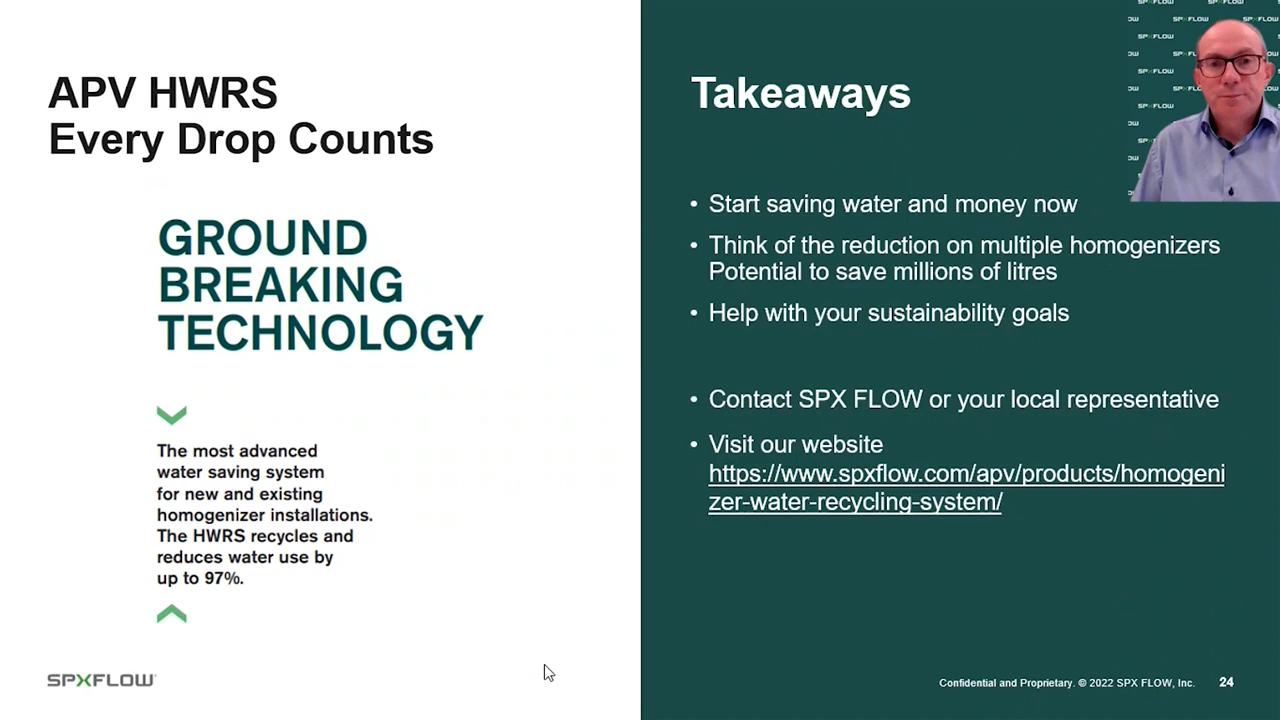 APV HWRS
Every Drop Counts
GROUND
BREAKING
TECHNOLOGY
The most advanced
water saving system
for new and existing
homogenizer installations.
The HWRS recycles and
reduces water use by
up to 97%.
SPXFLOW
Takeaways
• Start saving water and money now
• Think of the reduction on multiple homogenizers
Potential to save millions of litres
• Help with your sustainability goals
• Contact SPX FLOW or your local representative
• Visit our website
https://www.spxflow.com/apv/products/homogeni
zer-water-recycling-system/
Confidential and Proprietary. © 2022 SPX FLOW, Inc. 24